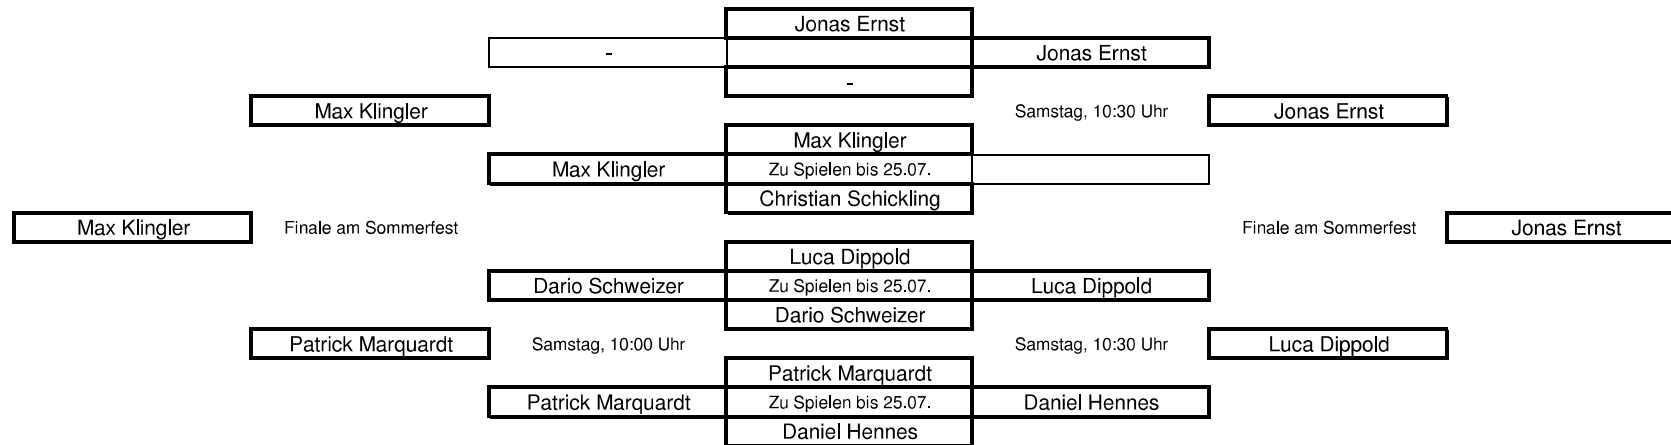 Jonas Ernst
- Jonas Ernst
-
Max Klingler Samstag, 10:30 Uhr Jonas Ernst
Max Klingler
Max Klingler Zu Spielen bis 25.07.
Christian Schickling
Max Klingler Finale am Sommerfest Finale am Sommerfest Jonas Ernst
Luca Dippold
Dario Schweizer Zu Spielen bis 25.07. Luca Dippold
Dario Schweizer
Patrick Marquardt Samstag, 10:00 Uhr Samstag, 10:30 Uhr Luca Dippold
Patrick Marquardt
Patrick Marquardt Zu Spielen bis 25.07. Daniel Hennes
Daniel Hennes